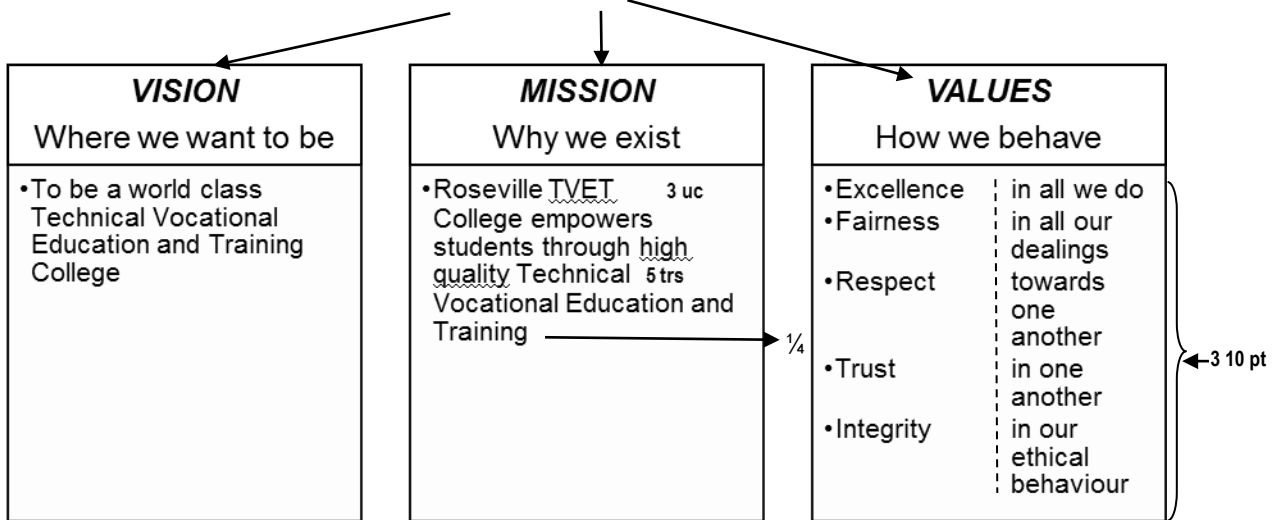 VISION
Where we want to be
•To be a world class
Technical Vocational
Education and Training
College
MISSION
Why we exist
•Roseville TVET 3 uc
College empowers
students through high
quality Technical 5 trs
Vocational Education and
Training
¼
VALUES
How we behave
•Excellence in all we do
•Fairness in all our
dealings
•Respect towards
one
another
•Trust in one
another
•Integrity in our
ethical
behaviour
3 10 pt